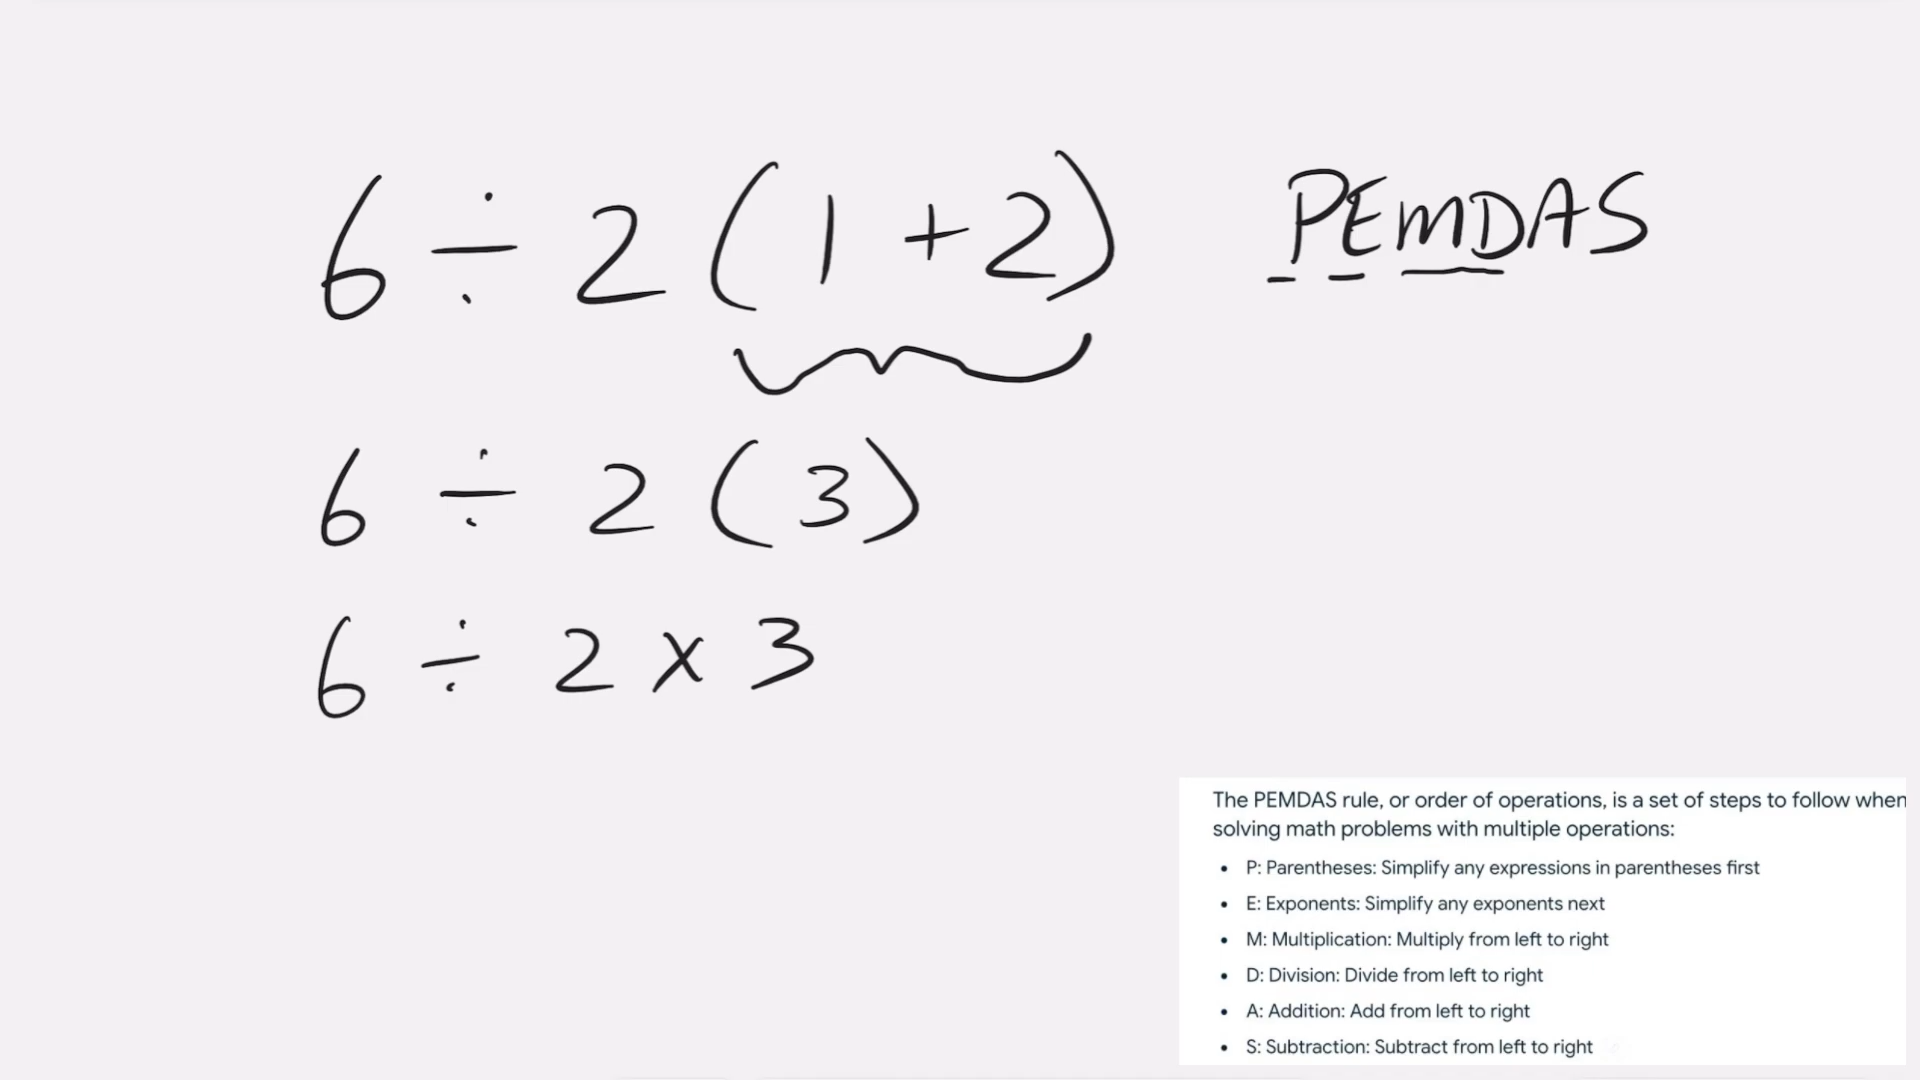 6 ÷ 2 (1 + 2)
PEMDAS
6 ÷ 2 (3)
6 ÷ 2 x 3
The PEMDAS rule, or order of operations, is a set of steps to follow when
solving math problems with multiple operations:
• P: Parentheses: Simplify any expressions in parentheses first
• E: Exponents: Simplify any exponents next
• M: Multiplication: Multiply from left to right
• D: Division: Divide from left to right
• A: Addition: Add from left to right
• S: Subtraction: Subtract from left to right